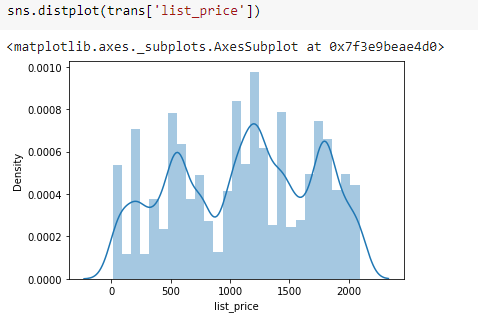 sns.distplot(trans['list_price'])
<matplotlib.axes._subplots.AxesSubplot at 0x7f3e9beae4d0>
0.0010
0.0008
0.0006
0.0004
0.0002
0.0000
Density
0 500 1000 1500 2000
list_price